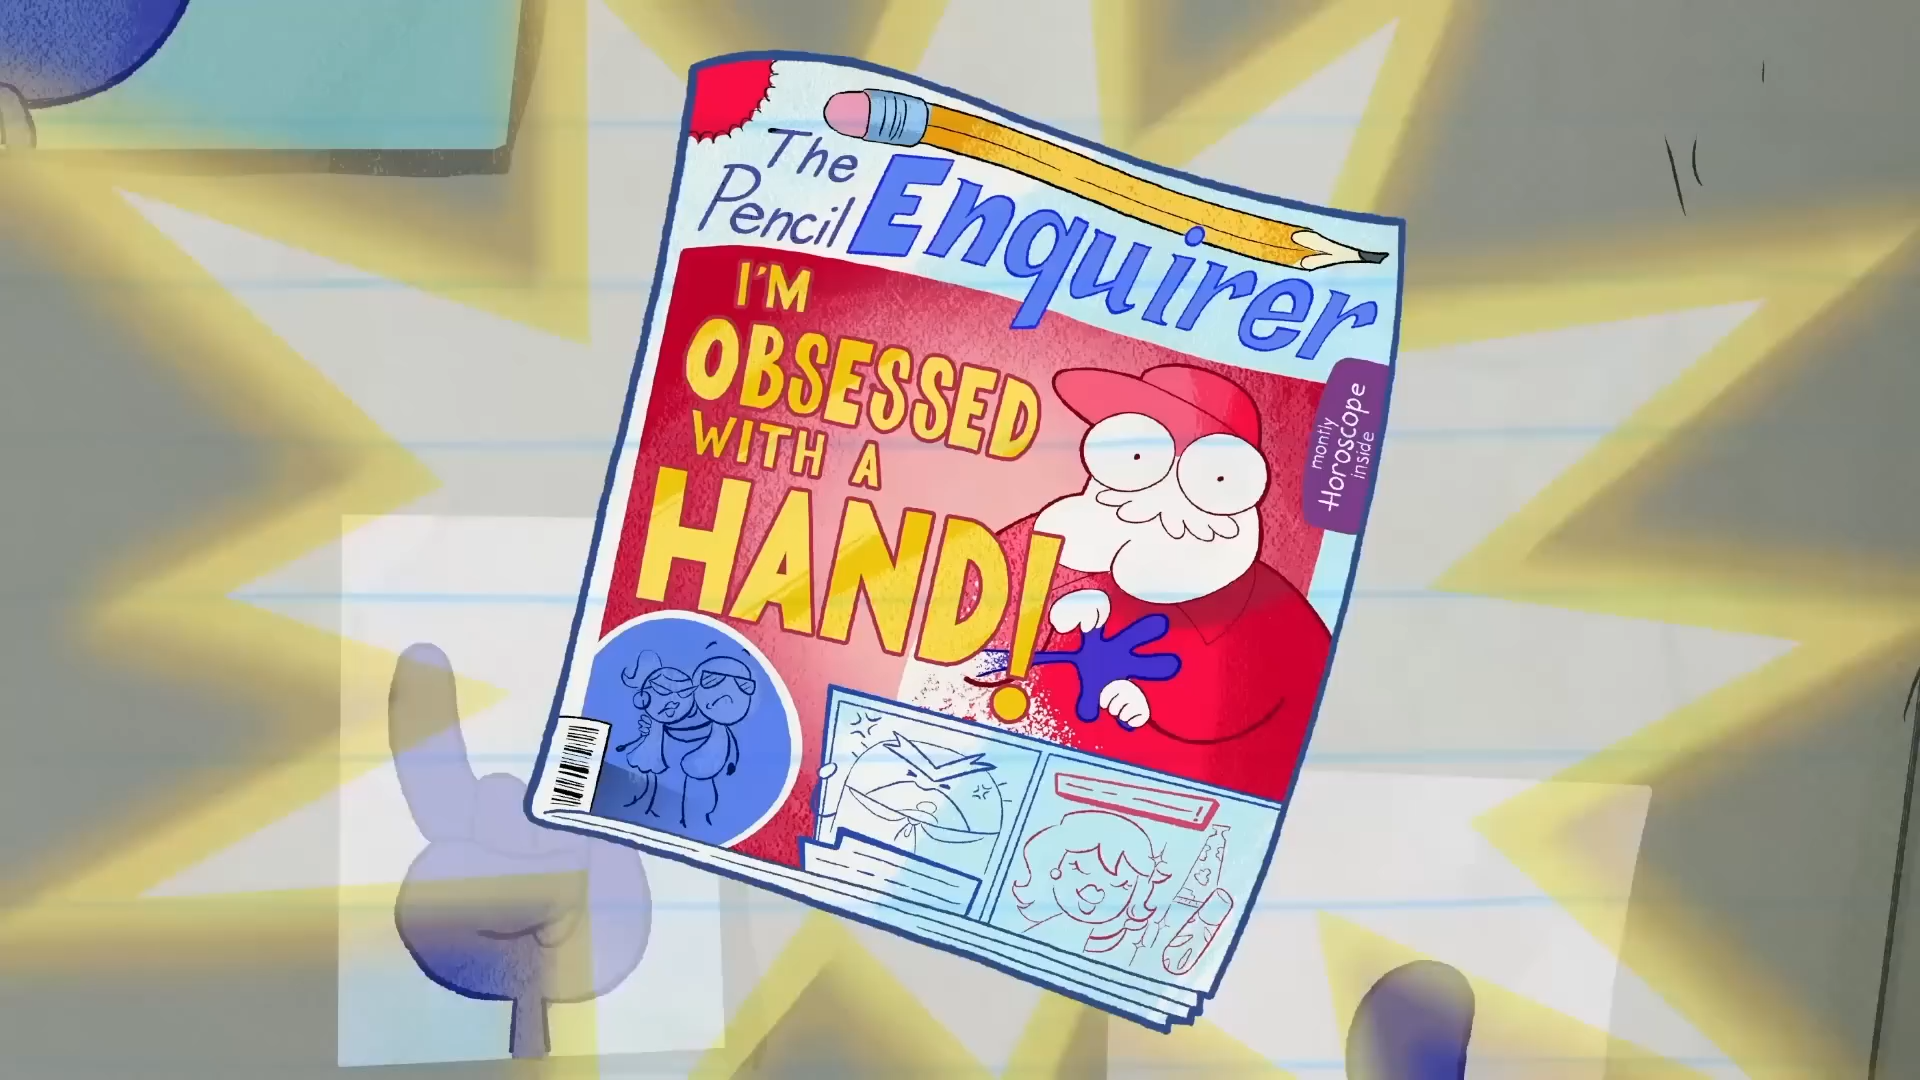 The
Pencil
Enquirer
I'M
OBSESSED
WITH A
HAND!
montly
Horoscope
inside